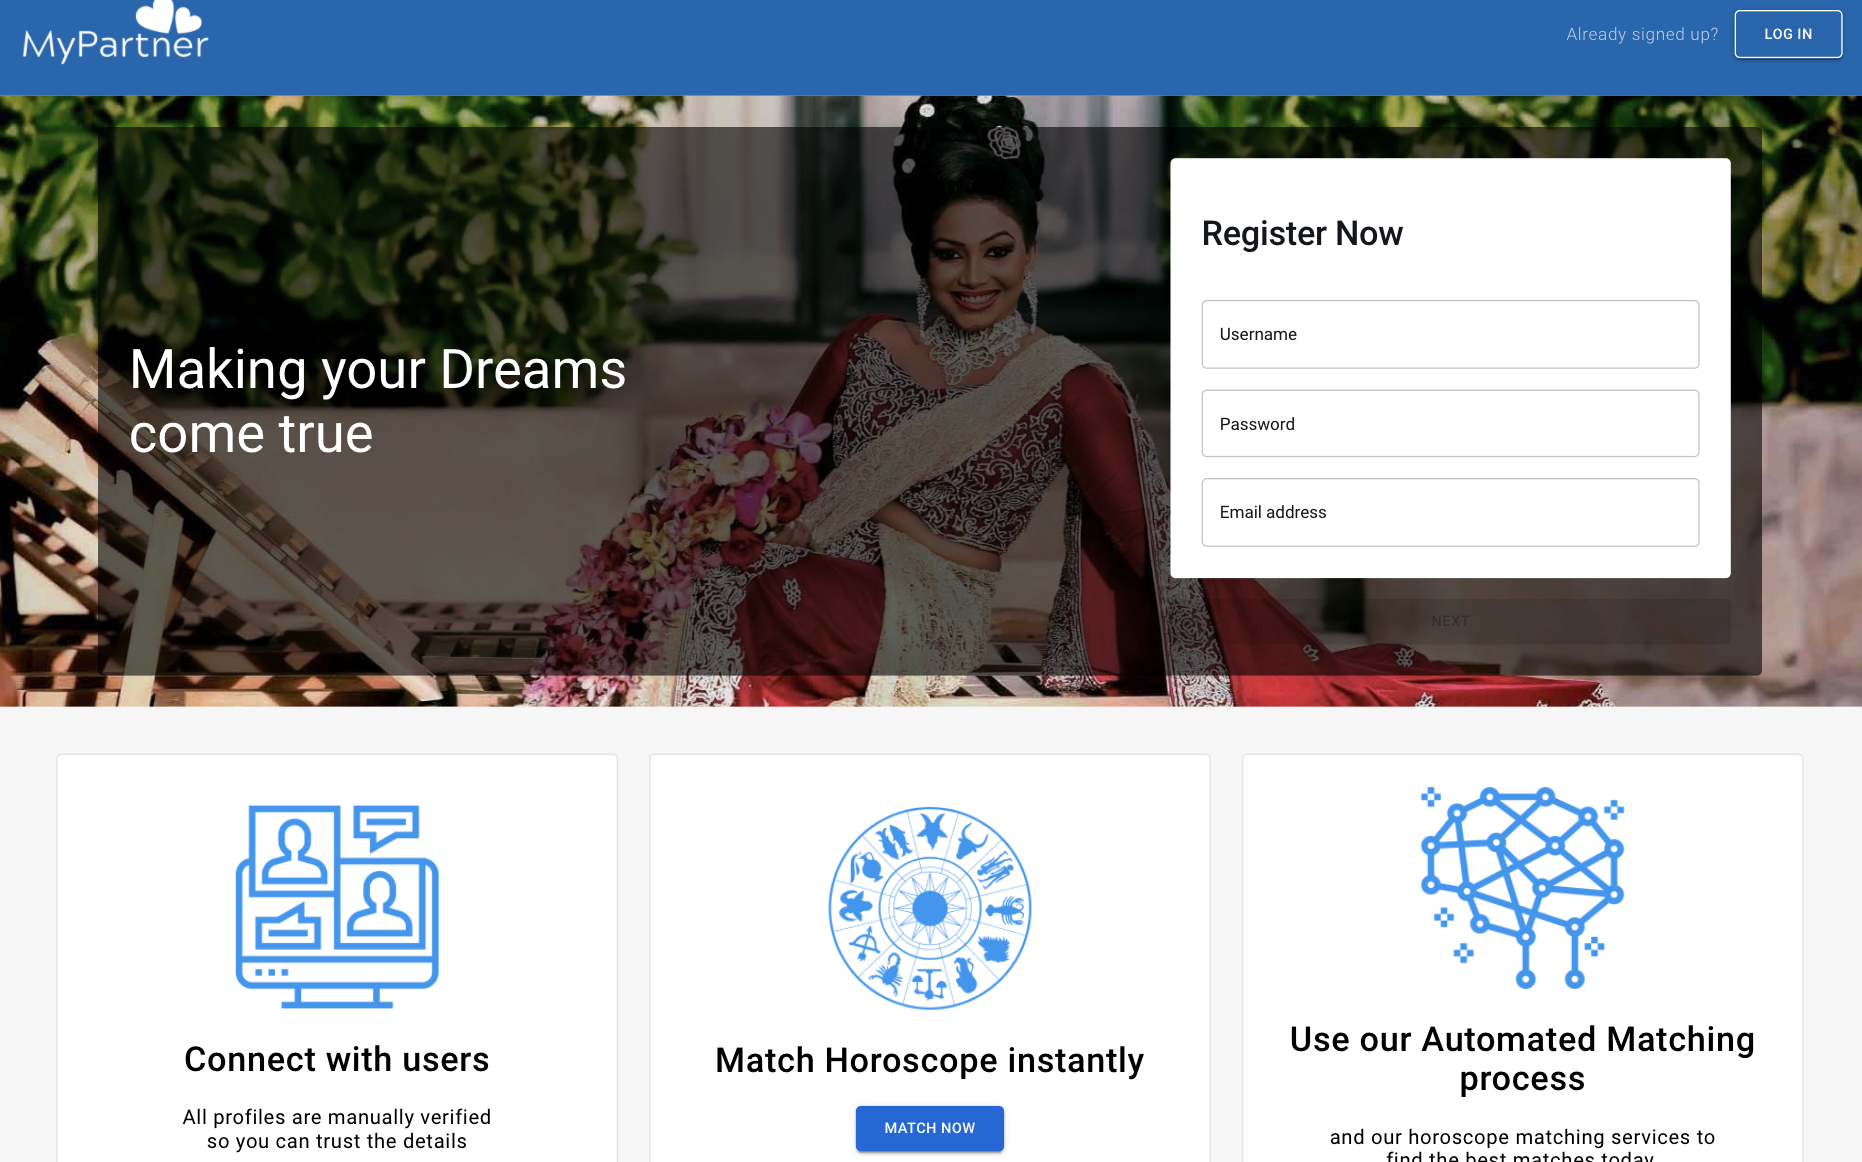 MyPartner
Already signed up?
LOG IN
Making your Dreams
come true
Register Now
Username
Password
Email address
NEXT
Connect with users
All profiles are manually verified
so you can trust the details
Match Horoscope instantly
MATCH NOW
Use our Automated Matching
process
and our horoscope matching services to
find the best matches today